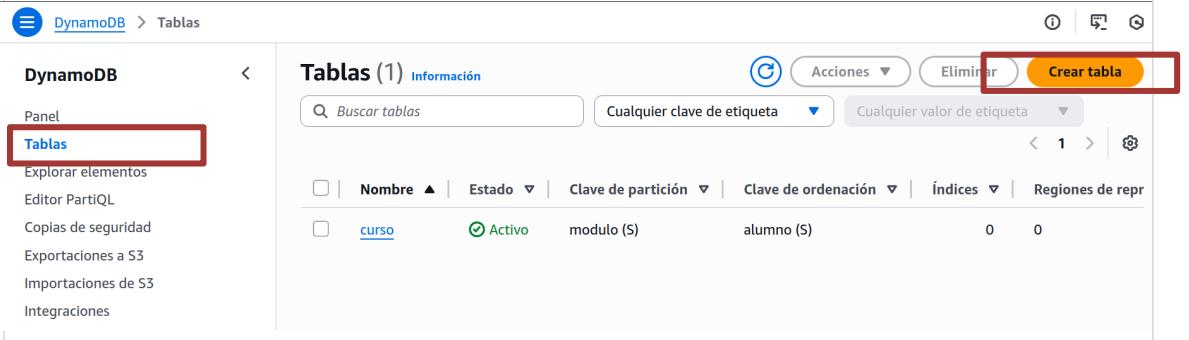 DynamoDB > Tablas
DynamoDB
Panel
Tablas
Explorar elementos
Editor PartiQL
Copias de seguridad
Exportaciones a S3
Importaciones de S3
Integraciones
Tablas (1) Información
Acciones
Eliminar
Crear tabla
Buscar tablas
Cualquier clave de etiqueta
Cualquier valor de etiqueta
< 1 >
Nombre Estado Clave de partición Clave de ordenación Índices Regiones de repr
curso Activo modulo (S) alumno (S) 0 0